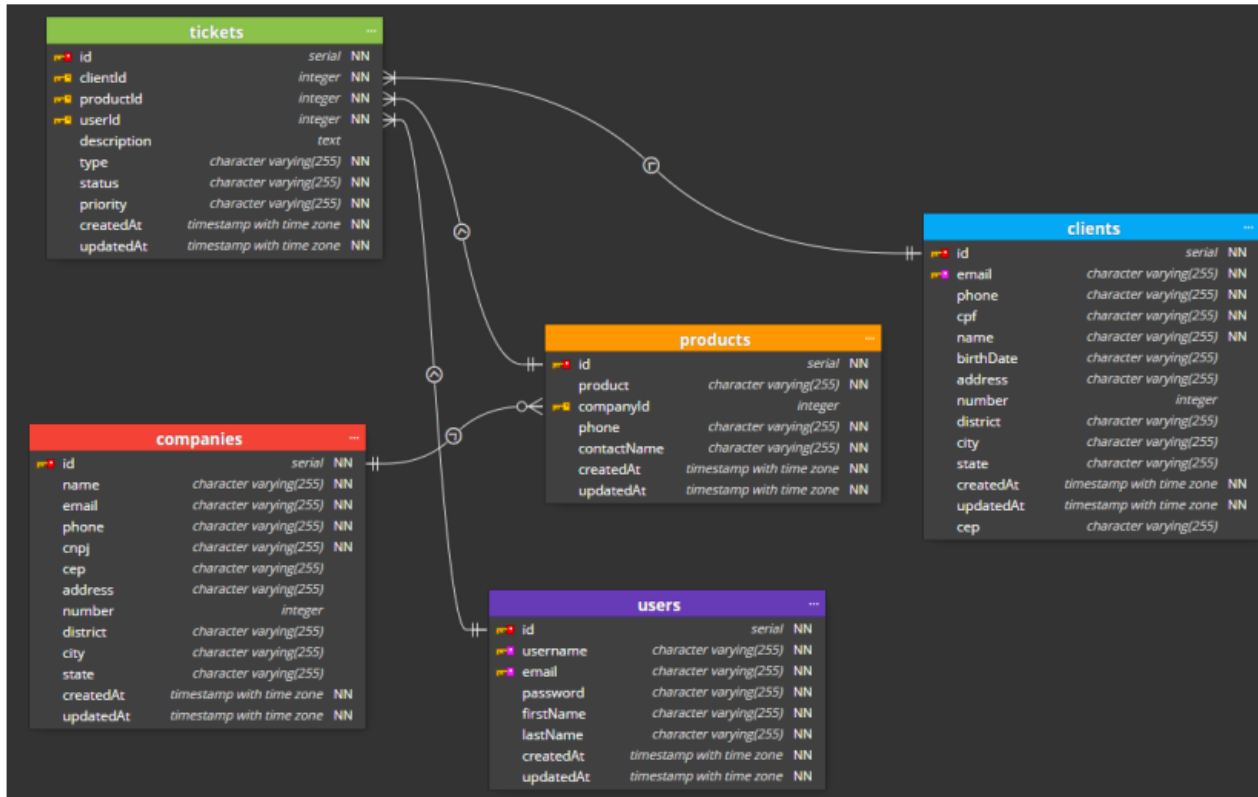 tickets ...
id serial NN
clientId integer NN
productId integer NN
userId integer NN
description text
type character varying(255) NN
status character varying(255) NN
priority character varying(255) NN
createdAt timestamp with time zone NN
updatedAt timestamp with time zone NN
clients ...
id serial NN
email character varying(255) NN
phone character varying(255) NN
cpf character varying(255) NN
name character varying(255) NN
birthDate character varying(255)
address character varying(255)
number integer
district character varying(255)
city character varying(255)
state character varying(255)
createdAt timestamp with time zone NN
updatedAt timestamp with time zone NN
cep character varying(255)
products ...
id serial NN
product character varying(255) NN
companyId integer
phone character varying(255) NN
contactName character varying(255) NN
createdAt timestamp with time zone NN
updatedAt timestamp with time zone NN
companies ...
id serial NN
name character varying(255) NN
email character varying(255) NN
phone character varying(255) NN
cnpj character varying(255) NN
cep character varying(255)
address character varying(255)
number integer
district character varying(255)
city character varying(255)
state character varying(255)
createdAt timestamp with time zone NN
updatedAt timestamp with time zone NN
users ...
id serial NN
username character varying(255) NN
email character varying(255) NN
password character varying(255) NN
firstName character varying(255) NN
lastName character varying(255) NN
createdAt timestamp with time zone NN
updatedAt timestamp with time zone NN